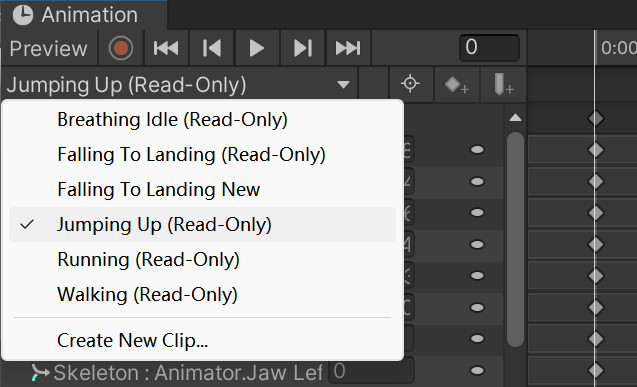 Animation
Preview 0 0:00
Jumping Up (Read-Only)
Breathing Idle (Read-Only)
Falling To Landing (Read-Only)
Falling To Landing New
Jumping Up (Read-Only)
Running (Read-Only)
Walking (Read-Only)
Create New Clip...
Skeleton : Animator.Jaw Lef 0